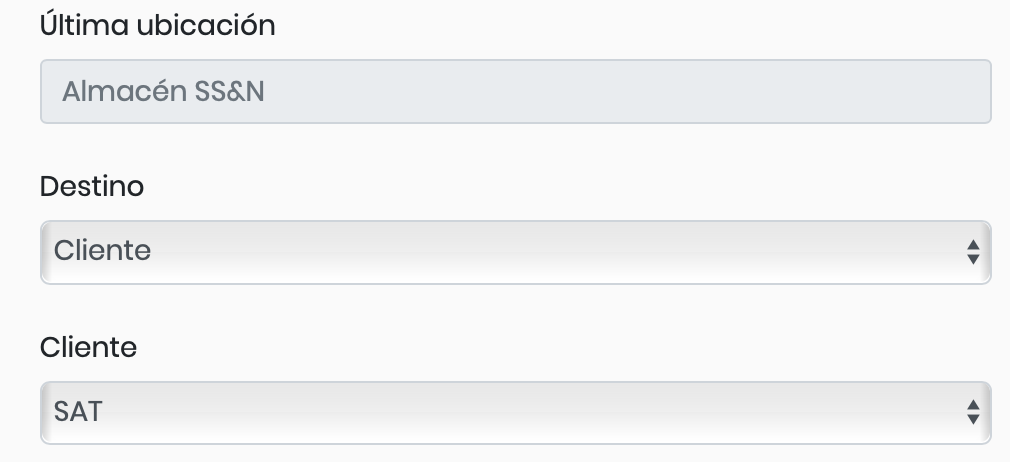 Última ubicación
Almacén SS&N
Destino
Cliente
Cliente
SAT